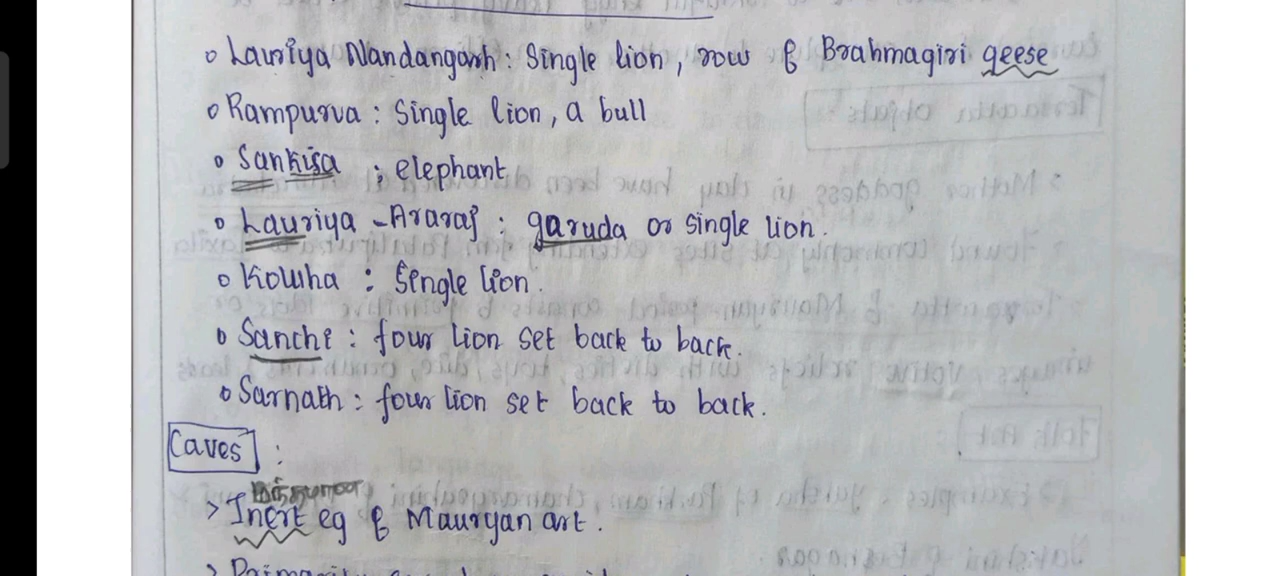 o Lauriya Nandangarh: Single lion, row of Brahmagiri geese
o Rampurva: Single lion, a bull
o Sankisa : elephant
o Lauriya -Araraj : garuda or single lion.
o Kowha : Single lion.
o Sanchi : four lion set back to back.
o Sarnath : four lion set back to back.
Caves :
> Inert eg of Mauryan art.